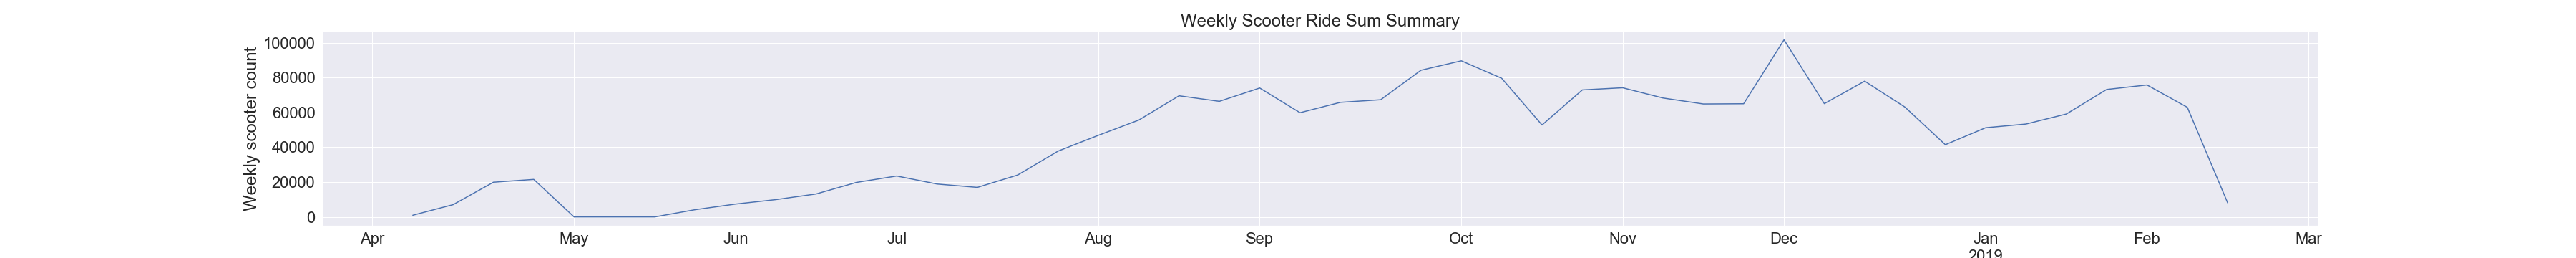 Weekly Scooter Ride Sum Summary
Weekly scooter count
100000
80000
60000
40000
20000
0
Apr May Jun Jul Aug Sep Oct Nov Dec Jan Feb Mar
2019